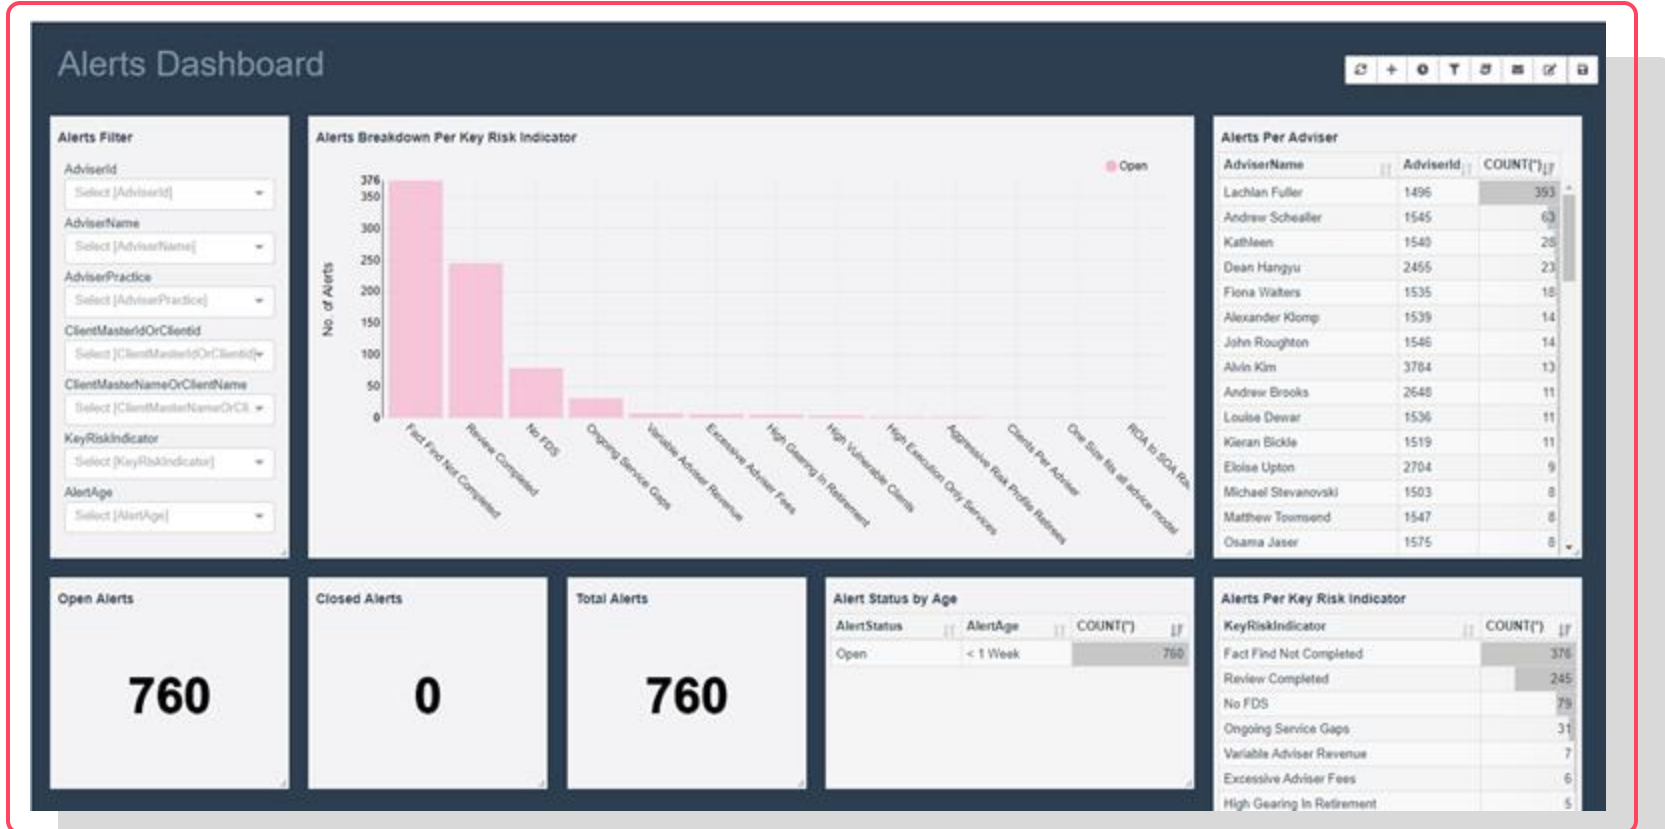 Alerts Dashboard
Alerts Filter
AdviserId
Select [AdviserId]
AdviserName
Select [AdviserName]
AdviserPractice
Select [AdviserPractice]
ClientMasterIdOrClientid
Select [ClientMasterIdOrClientid]
ClientMasterNameOrClientName
Select [ClientMasterNameOrCli..
KeyRiskIndicator
Select [KeyRiskIndicator]
AlertAge
Select [AlertAge]
Alerts Breakdown Per Key Risk Indicator
Open
No. of Alerts
376
350
300
250
200
150
100
50
0
Fact Find Not Completed
Review Completed
No FDS
Ongoing Service Gaps
Variable Adviser Revenue
Excessive Adviser Fees
High Gearing In Retirement
High Vulnerable Clients
High Execution Only Services
Aggressive Risk Profile Retirees
Clients Per Adviser
One Size fits all advice model
ROA to SOA Ra
Alerts Per Adviser
AdviserName AdviserId COUNT(*)
Lachlan Fuller 1496 393
Andrew Schealler 1545 63
Kathleen 1540 28
Dean Hangyu 2455 23
Fiona Walters 1535 18
Alexander Klomp 1539 14
John Roughton 1546 14
Alvin Kim 3784 13
Andrew Brooks 2648 11
Louise Dewar 1536 11
Kieran Bickle 1519 11
Eloise Upton 2704 9
Michael Stevanovski 1503 8
Matthew Townsend 1547 8
Osama Jaser 1575 8
Open Alerts
760
Closed Alerts
0
Total Alerts
760
Alert Status by Age
AlertStatus AlertAge COUNT(*)
Open < 1 Week 760
Alerts Per Key Risk Indicator
KeyRiskIndicator COUNT(*)
Fact Find Not Completed 376
Review Completed 245
No FDS 79
Ongoing Service Gaps 31
Variable Adviser Revenue 7
Excessive Adviser Fees 6
High Gearing In Retirement 5